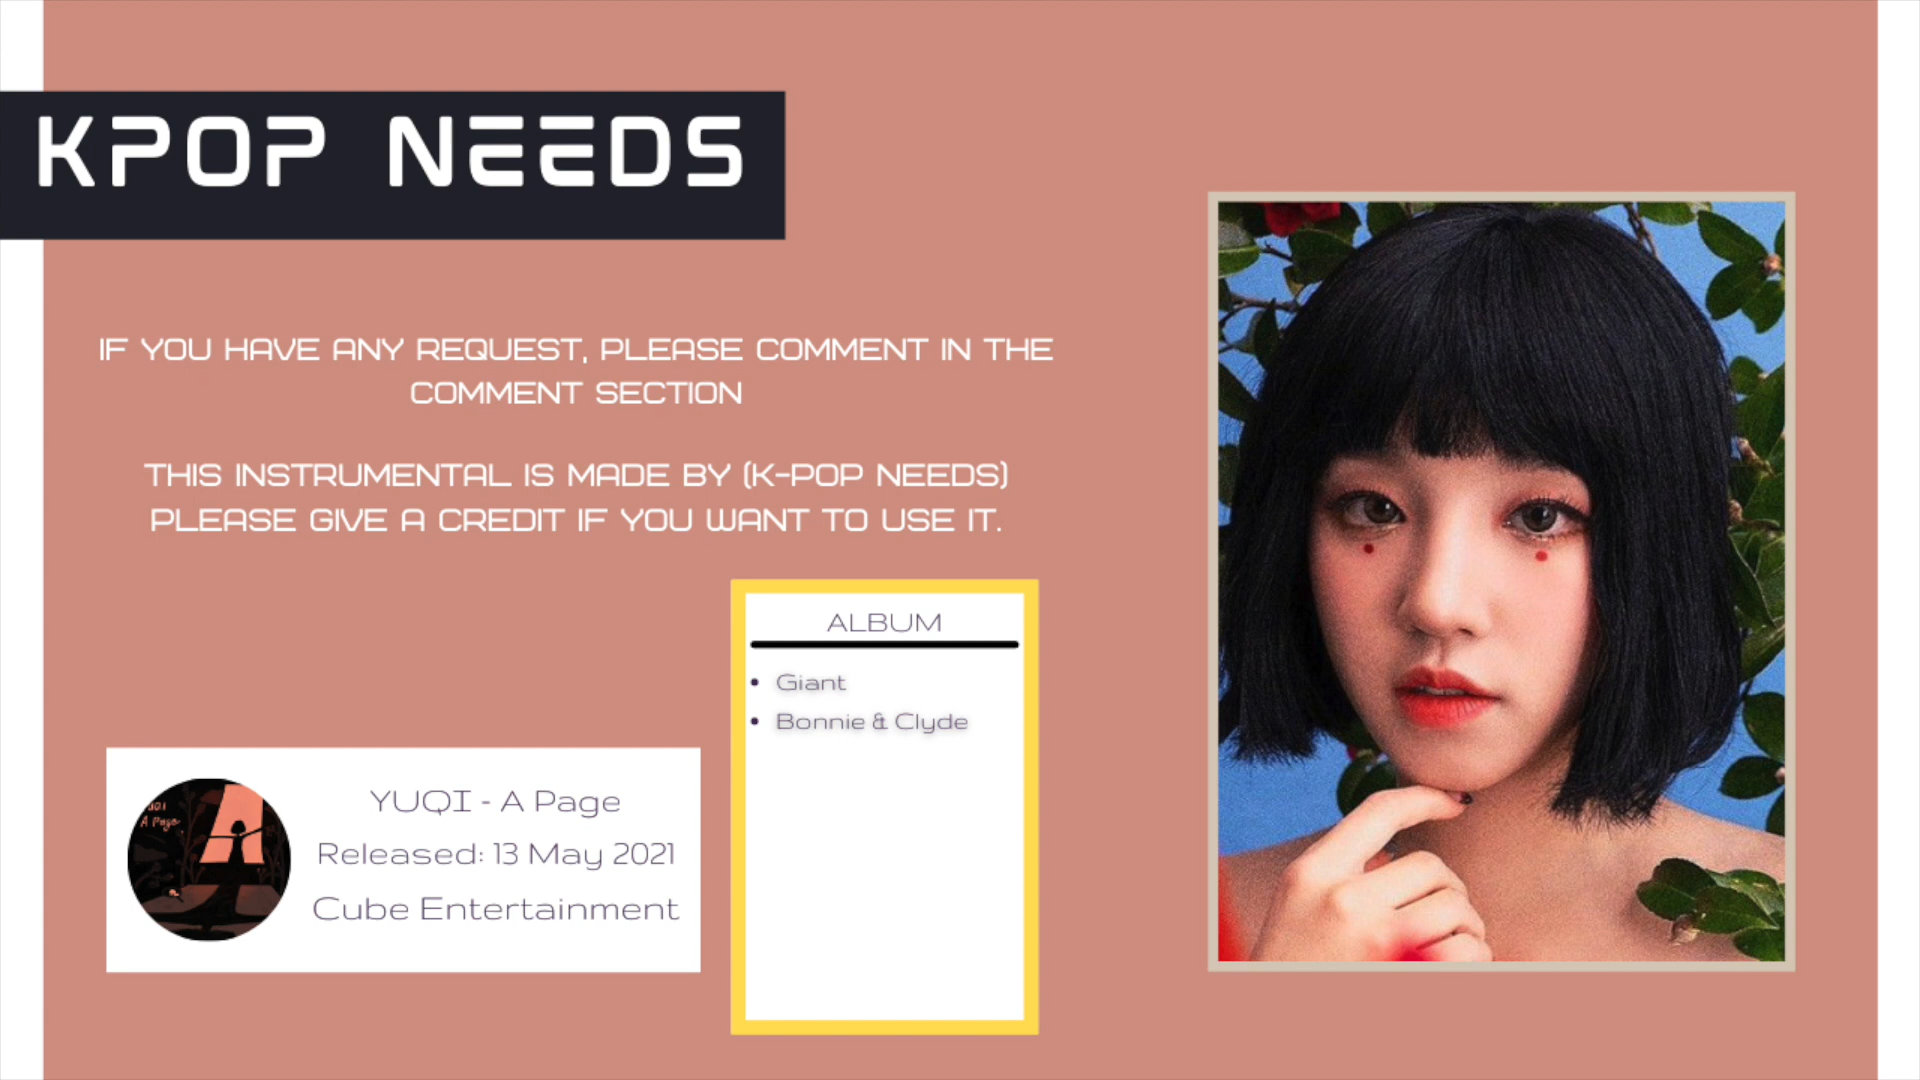 KPOP NEEDS
IF YOU HAVE ANY REQUEST, PLEASE COMMENT IN THE
COMMENT SECTION
THIS INSTRUMENTAL IS MADE BY (K-POP NEEDS)
PLEASE GIVE A CREDIT IF YOU WANT TO USE IT.
ALBUM
• Giant
• Bonnie & Clyde
YUQI
A Page
YUQI - A Page
Released: 13 May 2021
Cube Entertainment